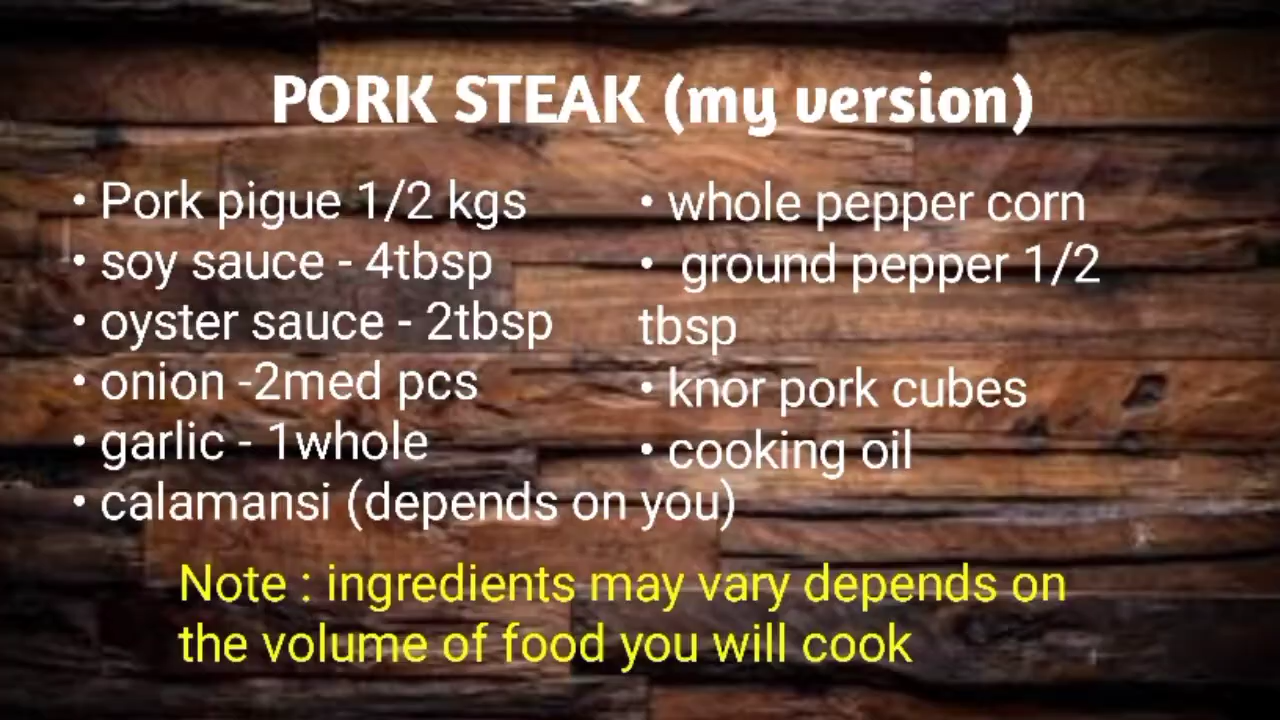 PORK STEAK (my version)
• Pork pigue 1/2 kgs
• soy sauce - 4tbsp
• oyster sauce - 2tbsp
• onion -2med pcs
• garlic - 1whole
• calamansi (depends on you)
• whole pepper corn
• ground pepper 1/2
tbsp
• knor pork cubes
• cooking oil
Note : ingredients may vary depends on
the volume of food you will cook